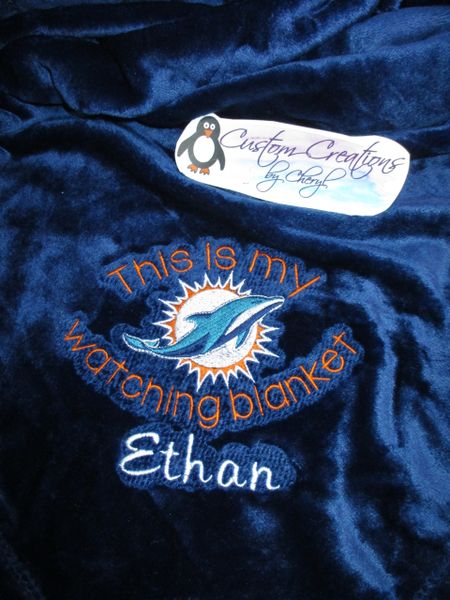 Custom Creations
by Cheryl
This is my
watching blanket
Ethan